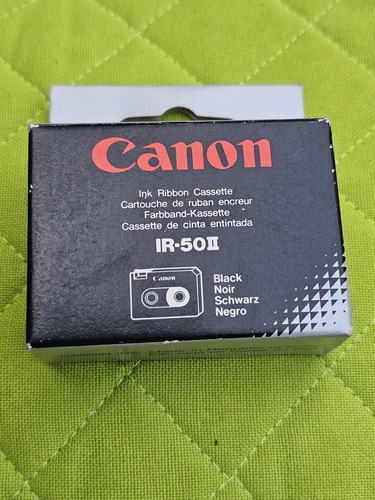 Canon
Ink Ribbon Cassette
Cartouche de ruban encreur
Farbband-Kassette
Cassette de cinta entintada
IR-50II
Canon
Black
Noir
Schwarz
Negro